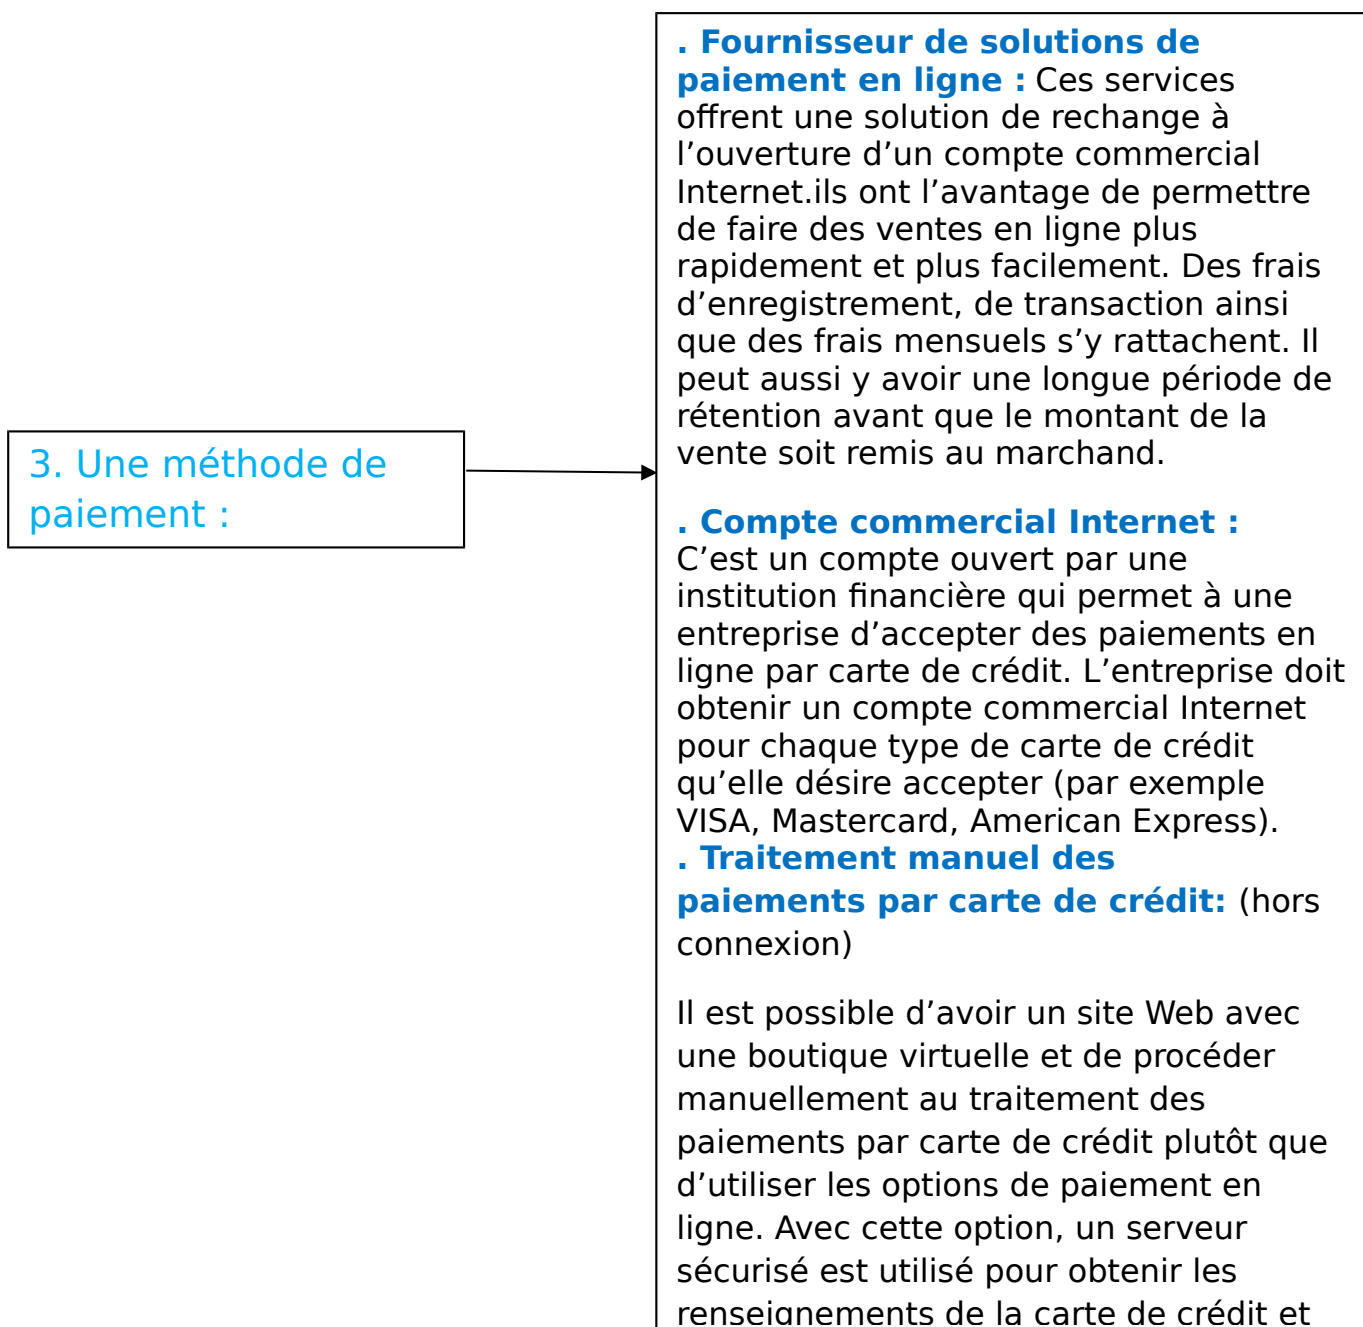 3. Une méthode de
paiement :
. Fournisseur de solutions de
paiement en ligne : Ces services
offrent une solution de rechange à
l’ouverture d’un compte commercial
Internet.ils ont l’avantage de permettre
de faire des ventes en ligne plus
rapidement et plus facilement. Des frais
d’enregistrement, de transaction ainsi
que des frais mensuels s’y rattachent. Il
peut aussi y avoir une longue période de
rétention avant que le montant de la
vente soit remis au marchand.
. Compte commercial Internet :
C’est un compte ouvert par une
institution financière qui permet à une
entreprise d’accepter des paiements en
ligne par carte de crédit. L’entreprise doit
obtenir un compte commercial Internet
pour chaque type de carte de crédit
qu’elle désire accepter (par exemple
VISA, Mastercard, American Express).
. Traitement manuel des
paiements par carte de crédit: (hors
connexion)
Il est possible d’avoir un site Web avec
une boutique virtuelle et de procéder
manuellement au traitement des
paiements par carte de crédit plutôt que
d’utiliser les options de paiement en
ligne. Avec cette option, un serveur
sécurisé est utilisé pour obtenir les
renseignements de la carte de crédit et